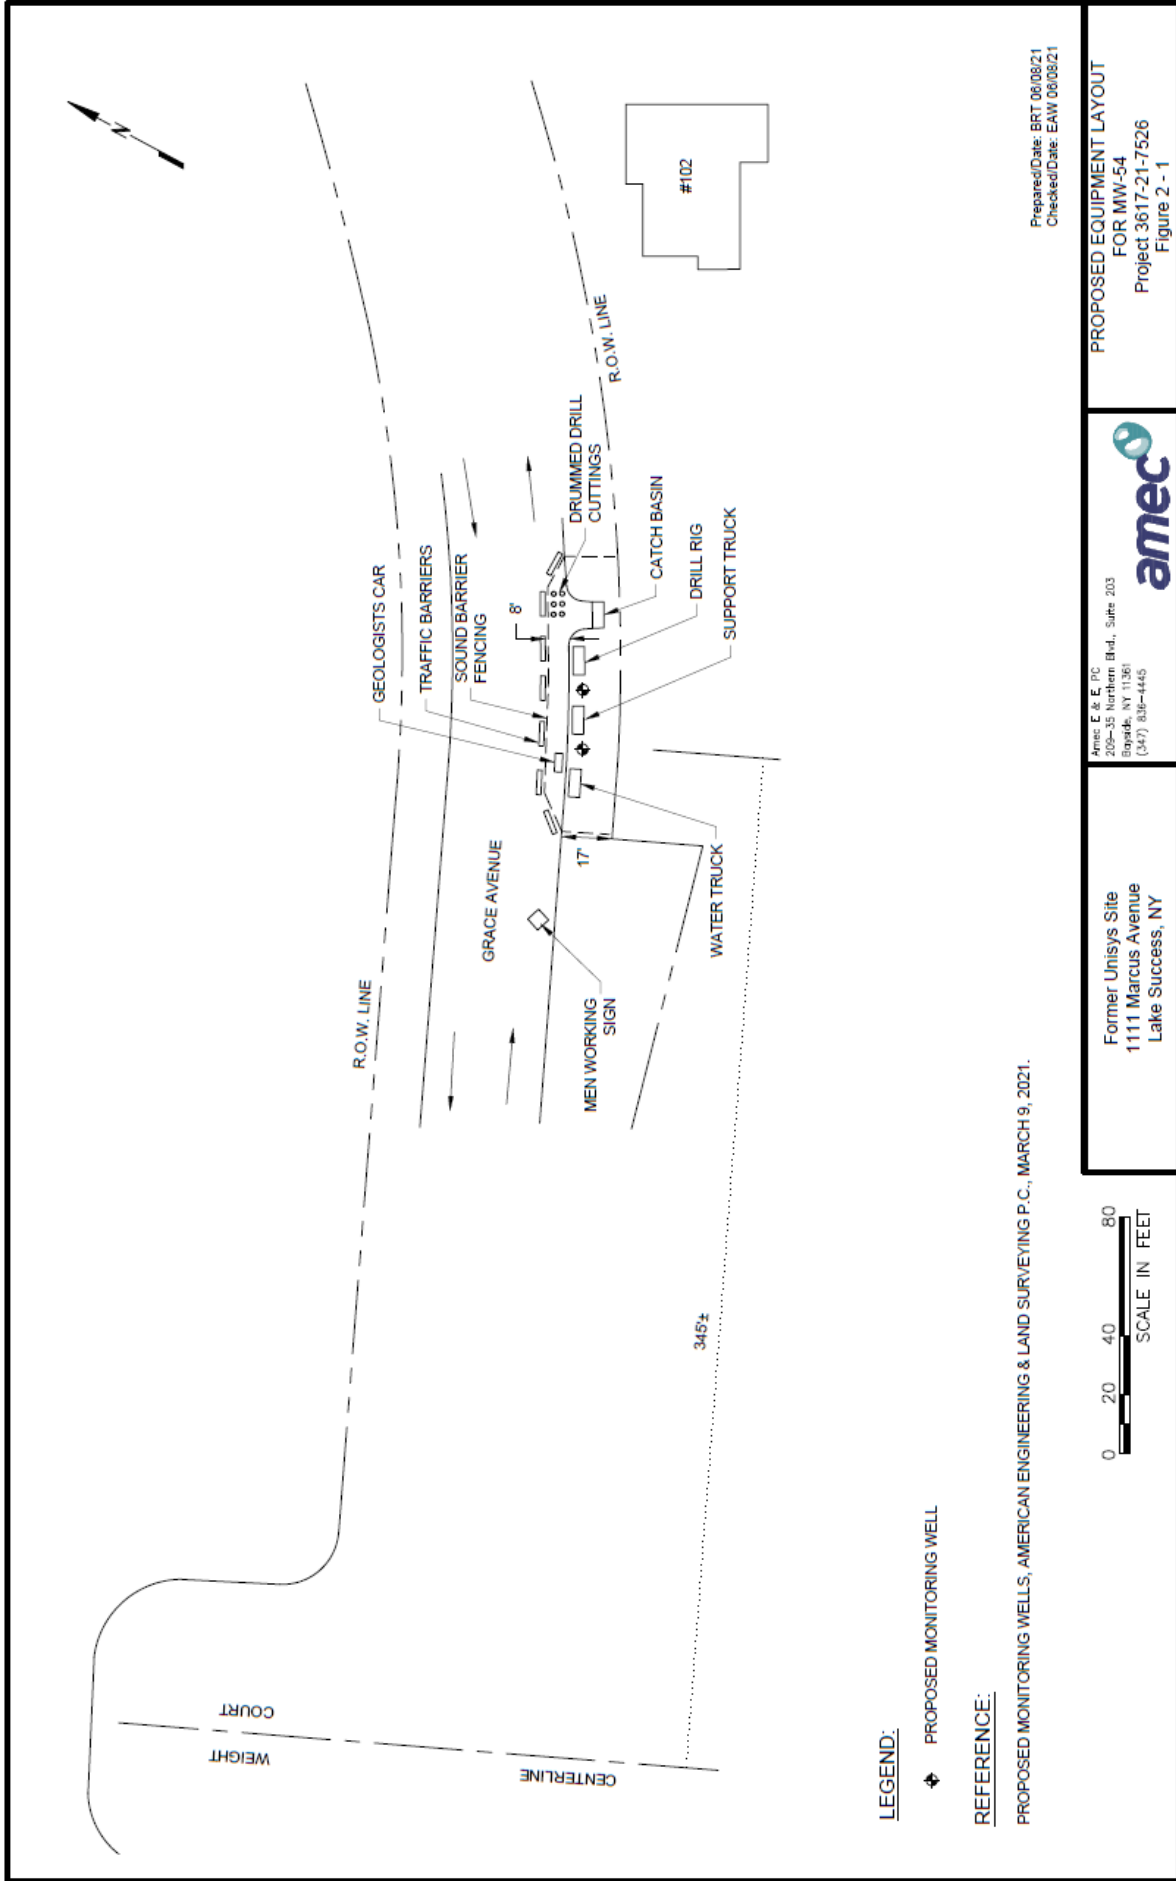 N
R.O.W. LINE
GEOLOGISTS CAR
TRAFFIC BARRIERS
SOUND BARRIER
FENCING
8'
GRACE AVENUE
DRUMMED DRILL
CUTTINGS
R.O.W. LINE
#102
CATCH BASIN
DRILL RIG
SUPPORT TRUCK
17'
WATER TRUCK
MEN WORKING
SIGN
345'±
WEIGHT
COURT
CENTERLINE
LEGEND:
PROPOSED MONITORING WELL
REFERENCE:
PROPOSED MONITORING WELLS, AMERICAN ENGINEERING & LAND SURVEYING P.C., MARCH 9, 2021.
Prepared/Date: BRT 06/08/21
Checked/Date: EAW 06/08/21
0 20 40 80
SCALE IN FEET
Former Unisys Site
1111 Marcus Avenue
Lake Success, NY
Amec E & E, PC
209-35 Northern Blvd., Suite 203
Bayside, NY 11361
(347) 836-4445
amec
PROPOSED EQUIPMENT LAYOUT
FOR MW-54
Project 3617-21-7526
Figure 2 - 1